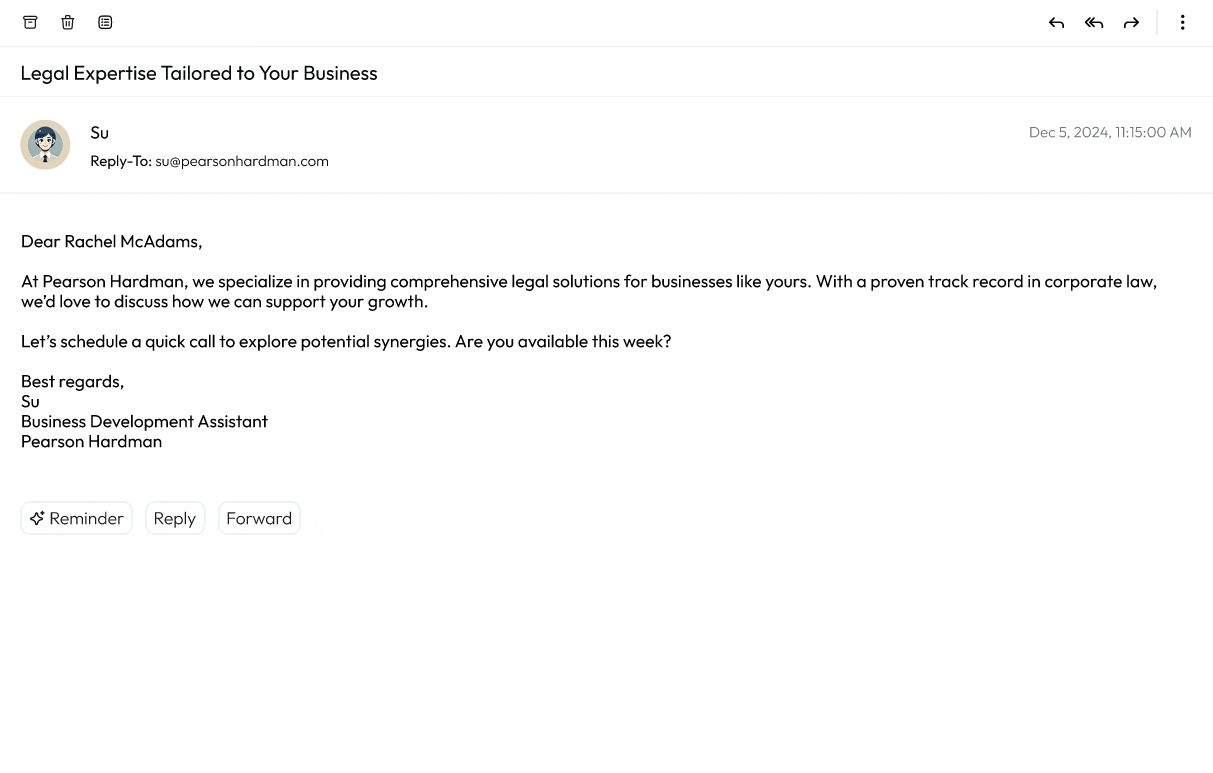 Legal Expertise Tailored to Your Business
Su
Dec 5, 2024, 11:15:00 AM
Reply-To: su@pearsonhardman.com
Dear Rachel McAdams,
At Pearson Hardman, we specialize in providing comprehensive legal solutions for businesses like yours. With a proven track record in corporate law,
we’d love to discuss how we can support your growth.
Let’s schedule a quick call to explore potential synergies. Are you available this week?
Best regards,
Su
Business Development Assistant
Pearson Hardman
Reminder
Reply
Forward